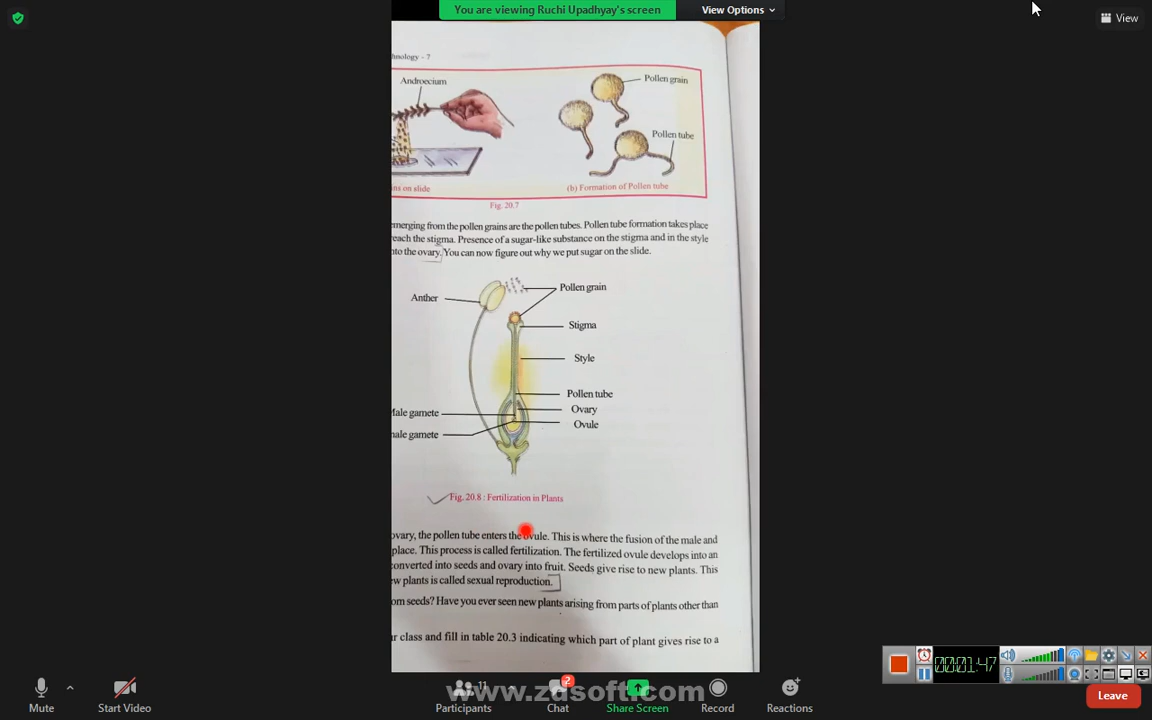 You are viewing Ruchi Upadhyay's screen
View Options
View
hnology - 7
Androecium
Pollen grain
Pollen tube
ns on slide
(b) Formation of Pollen tube
Fig. 20.7
emerging from the pollen grains are the pollen tubes. Pollen tube formation takes place
reach the stigma. Presence of a sugar-like substance on the stigma and in the style
nto the ovary. You can now figure out why we put sugar on the slide.
Anther
Pollen grain
Stigma
Style
Pollen tube
Male gamete
Ovary
Ovule
male gamete
Fig. 20.8 : Fertilization in Plants
ovary, the pollen tube enters the ovule. This is where the fusion of the male and
place. This process is called fertilization. The fertilized ovule develops into an
converted into seeds and ovary into fruit. Seeds give rise to new plants. This
ew plants is called sexual reproduction.
om seeds? Have you ever seen new plants arising from parts of plants other than
ur class and fill in table 20.3 indicating which part of plant gives rise to a
00:01:47
Mute
Start Video
11
Participants
2
Chat
Share Screen
Record
Reactions
Leave
www.zdsoft.com